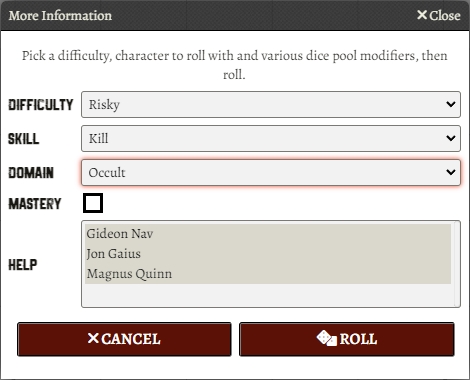 More Information
✕Close
Pick a difficulty, character to roll with and various dice pool modifiers, then
roll.
DIFFICULTY Risky
SKILL Kill
DOMAIN Occult
MASTERY
HELP
Gideon Nav
Jon Gaius
Magnus Quinn
✕CANCEL
ROLL